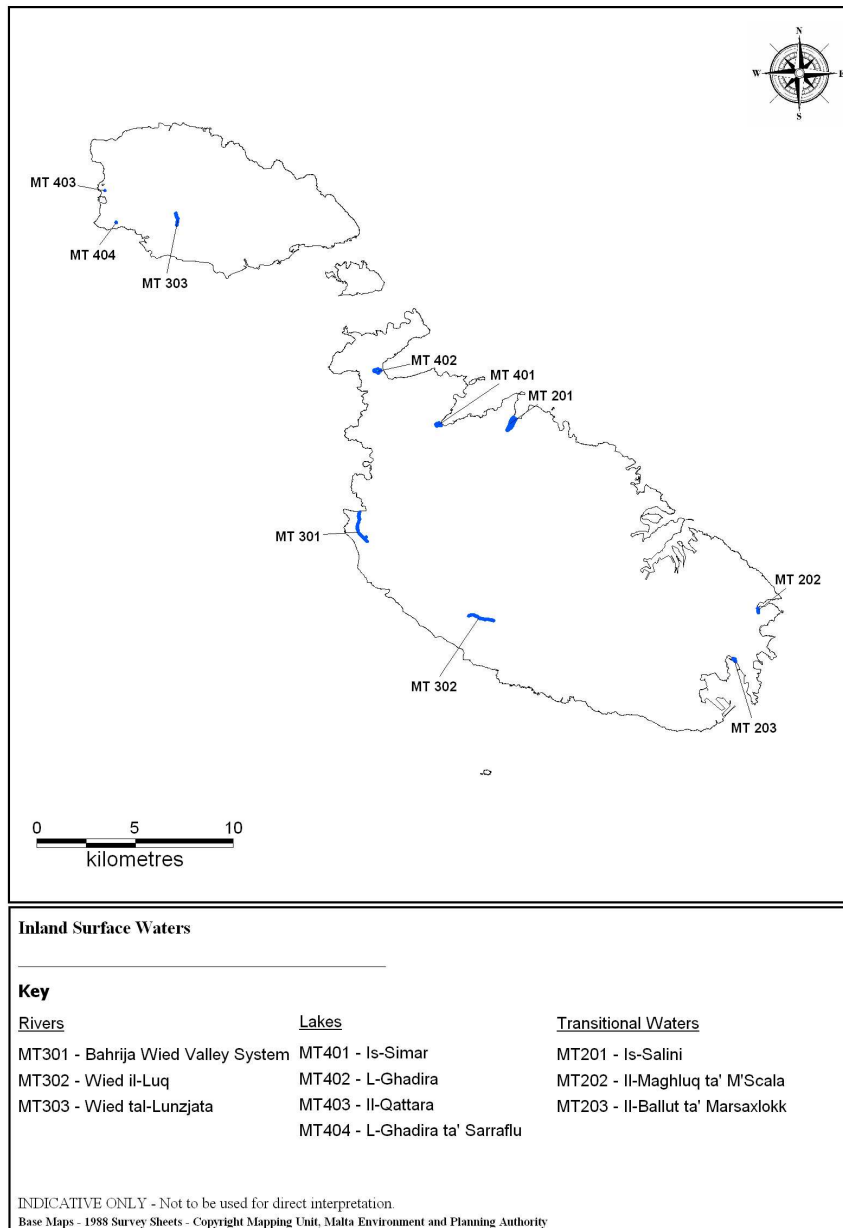 N
W E
S
MT 403
MT 404
MT 303
MT 402
MT 401
MT 201
MT 301
MT 202
MT 302
MT 203
0 5 10
kilometres
Inland Surface Waters
Key
Rivers
MT301 - Bahrija Wied Valley System
MT302 - Wied il-Luq
MT303 - Wied tal-Lunzjata
Lakes
MT401 - Is-Simar
MT402 - L-Ghadira
MT403 - Il-Qattara
MT404 - L-Ghadira ta' Sarraflu
Transitional Waters
MT201 - Is-Salini
MT202 - Il-Maghluq ta' M'Scala
MT203 - Il-Ballut ta' Marsaxlokk
INDICATIVE ONLY - Not to be used for direct interpretation.
Base Maps - 1988 Survey Sheets - Copyright Mapping Unit, Malta Environment and Planning Authority